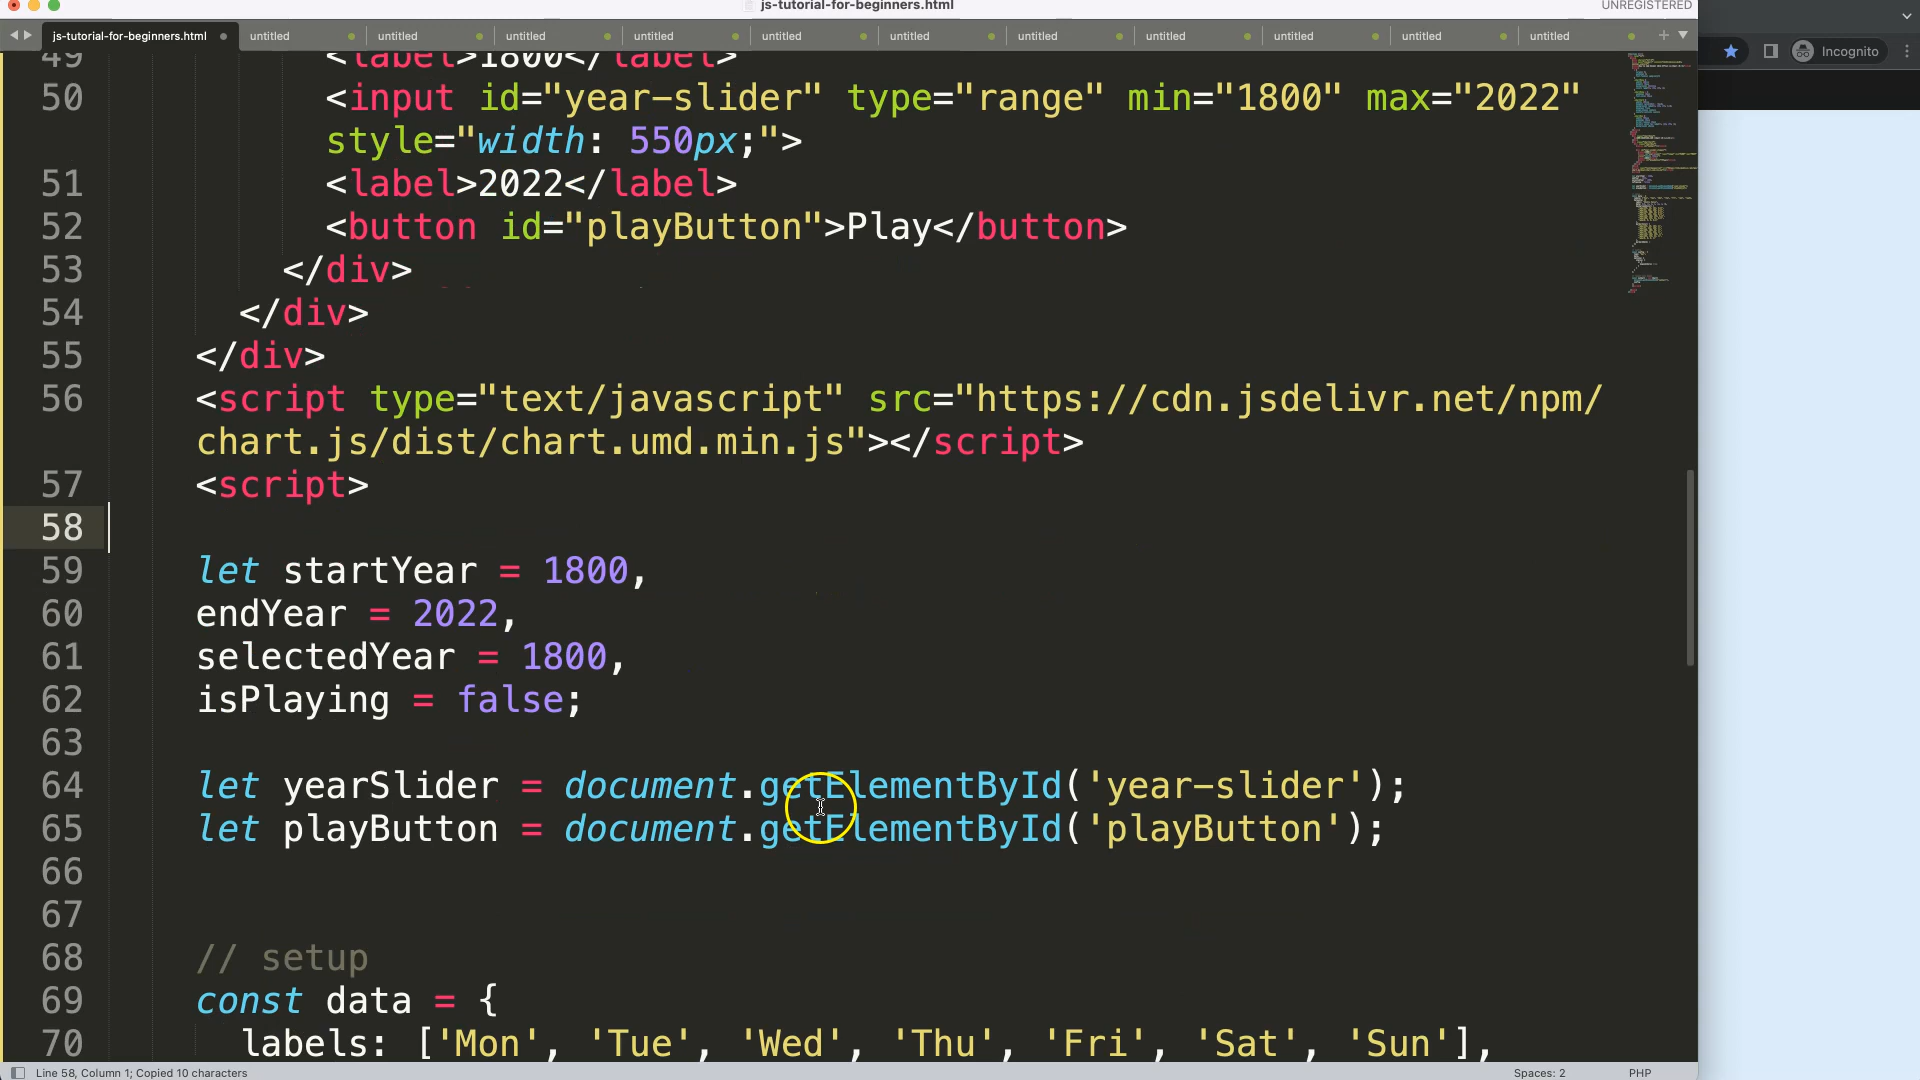 js-tutorial-for-beginners.html
UNREGISTERED
js-tutorial-for-beginners.html untitled untitled untitled untitled untitled untitled untitled untitled untitled untitled untitled
Incognito
49 <label>1800</label>
50 <input id="year-slider" type="range" min="1800" max="2022"
style="width: 550px;">
51 <label>2022</label>
52 <button id="playButton">Play</button>
53 </div>
54 </div>
55 </div>
56 <script type="text/javascript" src="https://cdn.jsdelivr.net/npm/
chart.js/dist/chart.umd.min.js"></script>
57 <script>
58
59 let startYear = 1800,
60 endYear = 2022,
61 selectedYear = 1800,
62 isPlaying = false;
63
64 let yearSlider = document.getElementById('year-slider');
65 let playButton = document.getElementById('playButton');
66
67
68 // setup
69 const data = {
70 labels: ['Mon', 'Tue', 'Wed', 'Thu', 'Fri', 'Sat', 'Sun'],
Line 58, Column 1; Copied 10 characters
Spaces: 2
PHP